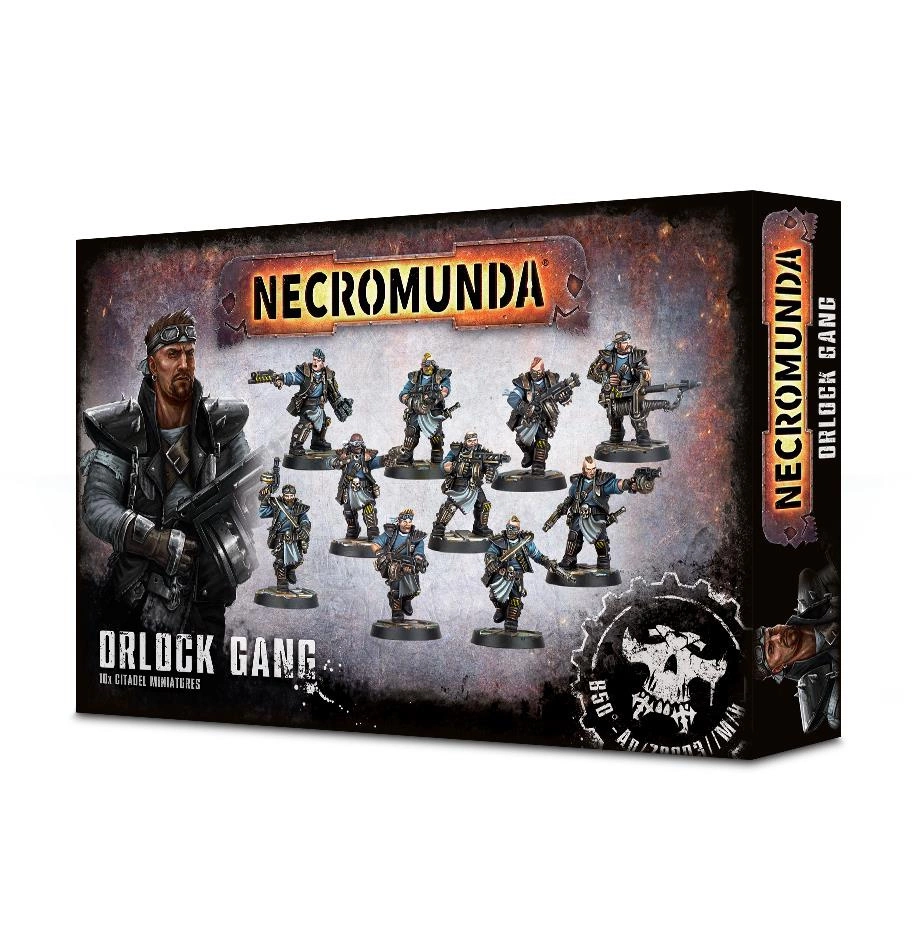 NECROMUNDA®
ORLOCK GANG
10x CITADEL MINIATURES
NECROMUNDA
ORLOCK GANG